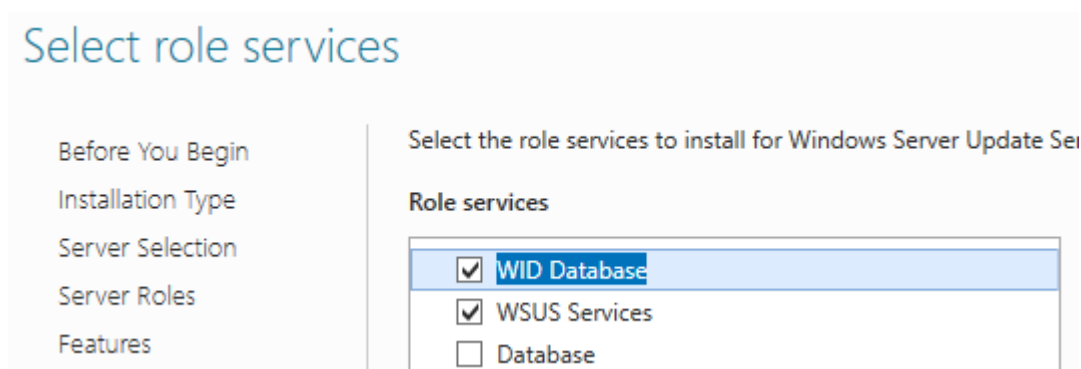 Select role services
Before You Begin
Installation Type
Server Selection
Server Roles
Features
Select the role services to install for Windows Server Update
Role services
WID Database
WSUS Services
Database